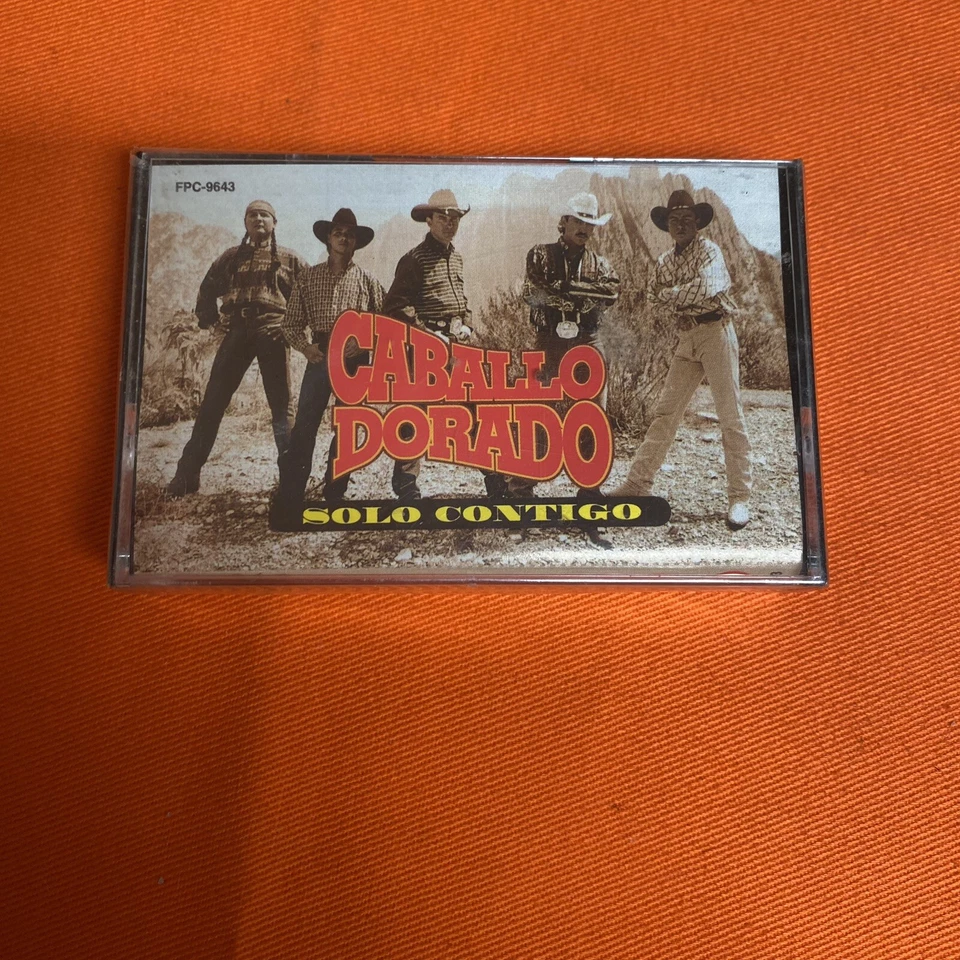 FPC-9643
CABALLO
DORADO
SOLO CONTIGO